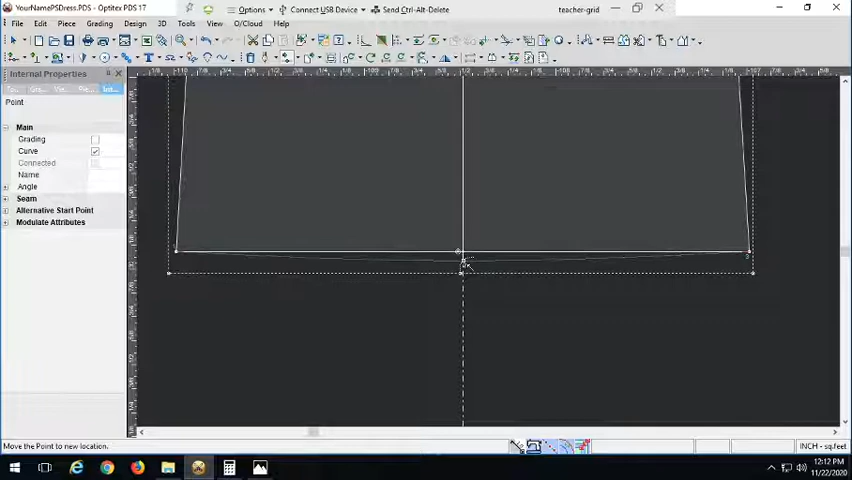 YourNamePSDress.PDS - Optitex PDS 17
Options
Connect USB Device
Send Ctrl-Alt-Delete
teacher-grid
File Edit Piece Grading Design 3D Tools View O/Cloud Help
Internal Properties
Point
Main
Grading
Curve
Connected
Name
Angle
Seam
Alternative Start Point
Modulate Attributes
Move the Point to new location.
INCH - sq.feet
12:12 PM
11/22/2020